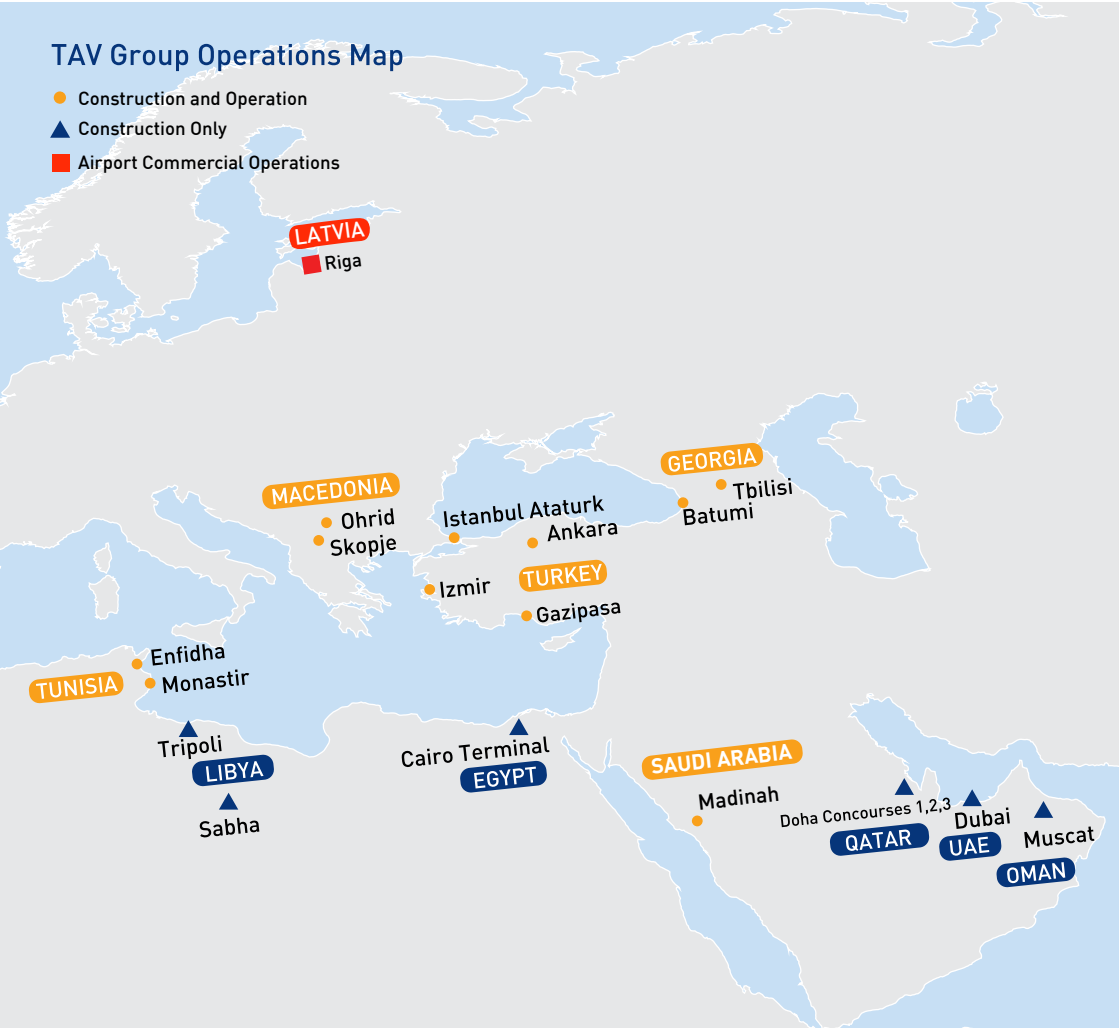 TAV Group Operations Map
Construction and Operation
Construction Only
Airport Commercial Operations
LATVIA
Riga
GEORGIA
Tbilisi
Batumi
MACEDONIA
Ohrid
Skopje
Istanbul Ataturk
Ankara
TURKEY
Izmir
Gazipasa
Enfidha
Monastir
TUNISIA
Tripoli
LIBYA
Sabha
Cairo Terminal
EGYPT
SAUDI ARABIA
Madinah
Doha Concourses 1,2,3
QATAR
Dubai
UAE
Muscat
OMAN